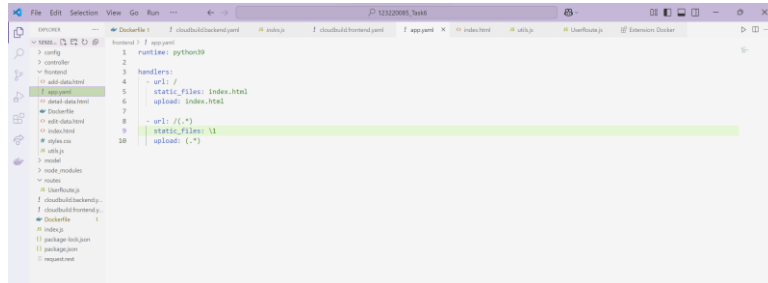 File Edit Selection View Go Run ··· 123220085_Task6
EXPLORER ···
Dockerfile 1 cloudbuild.backend.yaml index.js cloudbuild.frontend.yaml app.yaml index.html utils.js UserRoute.js Extension: Docker
frontend > app.yaml
config
controller
frontend
add-data.html
app.yaml
detail-data.html
Dockerfile
edit-data.html
index.html
styles.css
utils.js
model
node_modules
routes
UserRoute.js
cloudbuild.backend.y...
cloudbuild.frontend.y...
Dockerfile 1
index.js
package-lock.json
package.json
request.rest
1 runtime: python39
2
3 handlers:
4 - url: /
5 static_files: index.html
6 upload: index.html
7
8 - url: /(.*)
9 static_files: \1
10 upload: (.*)